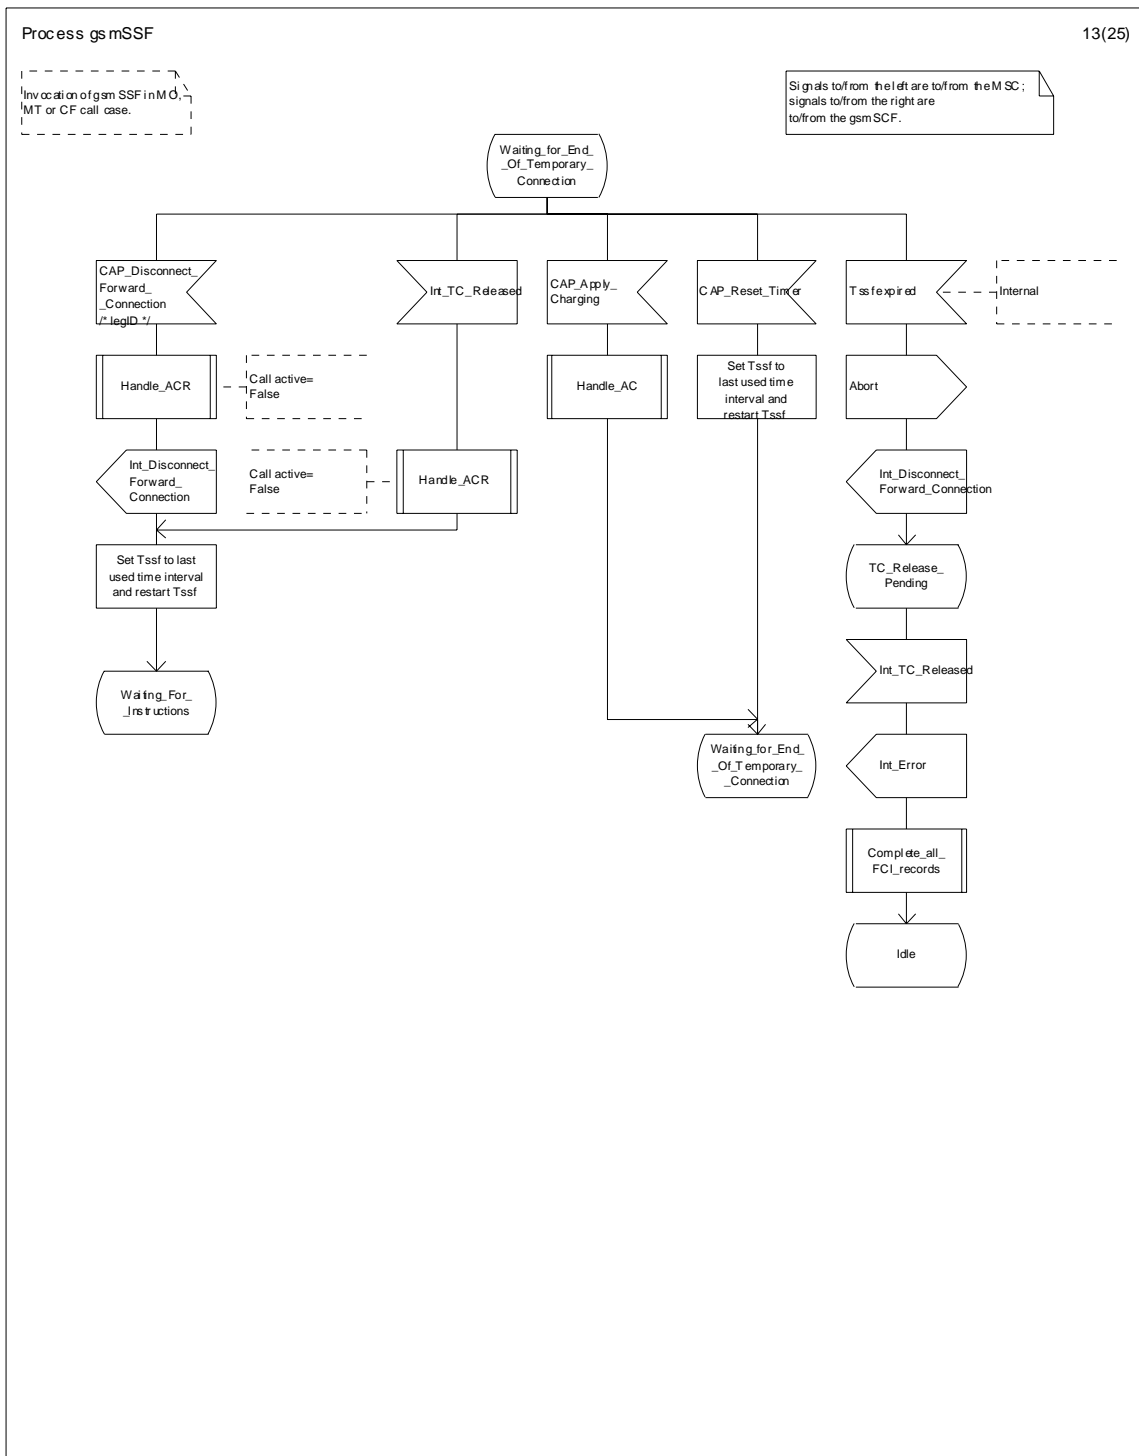 Process gsmSSF
13(25)
Invocation of gsm SSF in MO,
MT or CF call case.
Signals to/from the left are to/from the MSC;
signals to/from the right are
to/from the gsmSCF.
Waiting_for_End_
_Of_Temporary_
_Connection
CAP_Disconnect_
Forward_
_Connection
/* legID */
Int_TC_Released
CAP_Apply_
Charging
CAP_Reset_Timer
Tssf expired
Internal
Handle_ACR
Call active=
False
Handle_AC
Set Tssf to
last used time
interval and
restart Tssf
Abort
Int_Disconnect_
Forward_
Connection
Call active=
False
Handle_ACR
Int_Disconnect_
Forward_Connection
Set Tssf to last
used time interval
and restart Tssf
TC_Release_
Pending
Int_TC_Released
Waiting_For_
_Instructions
Waiting_for_End_
_Of_Temporary_
_Connection
Int_Error
Complete_all_
FCI_records
Idle